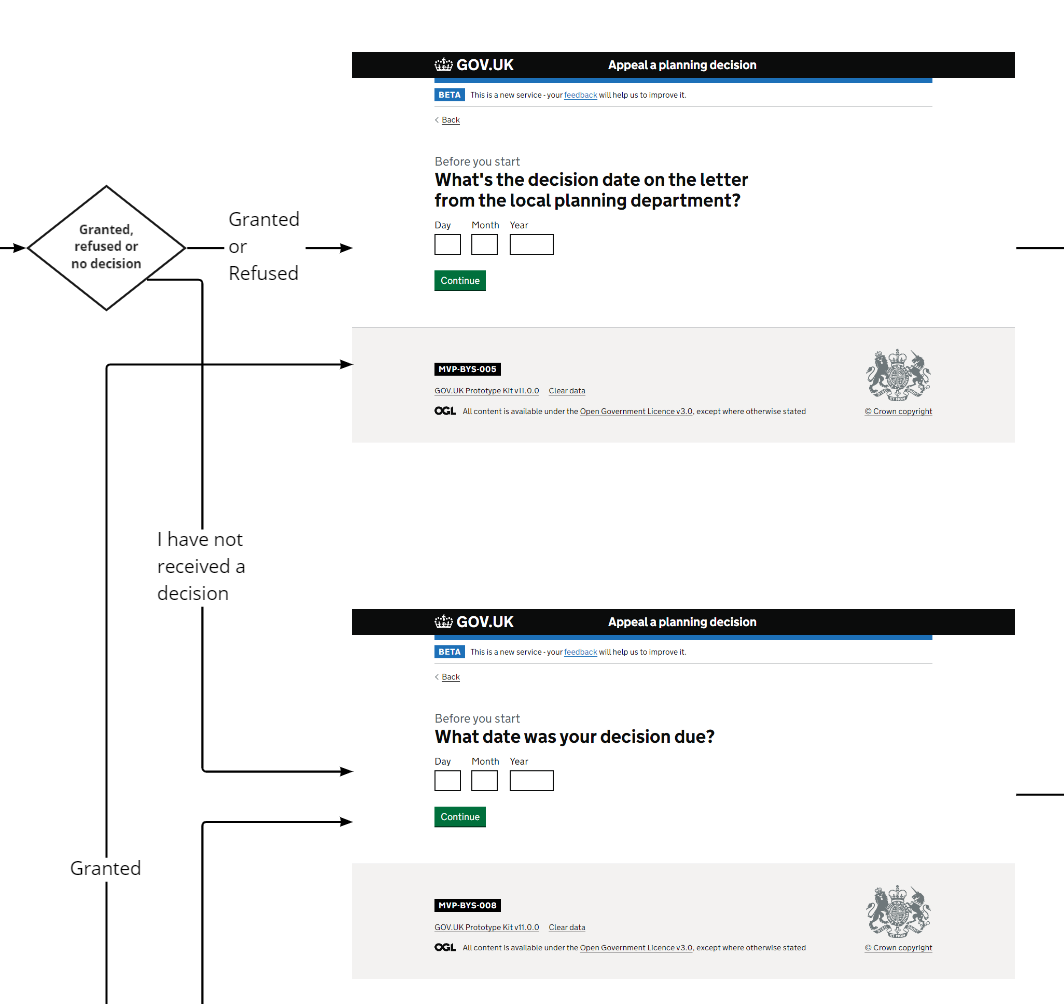 GOV.UK Appeal a planning decision
BETA This is a new service - your feedback will help us to improve it.
< Back
Before you start
What's the decision date on the letter
from the local planning department?
Day Month Year
Continue
MVP-BYS-005
GOV.UK Prototype Kit v11.0.0 Clear data
OGL All content is available under the Open Government Licence v3.0, except where otherwise stated
© Crown copyright
Granted,
refused or
no decision
Granted
or
Refused
I have not
received a
decision
GOV.UK Appeal a planning decision
BETA This is a new service - your feedback will help us to improve it.
< Back
Before you start
What date was your decision due?
Day Month Year
Continue
Granted
MVP-BYS-008
GOV.UK Prototype Kit v11.0.0 Clear data
OGL All content is available under the Open Government Licence v3.0, except where otherwise stated
© Crown copyright